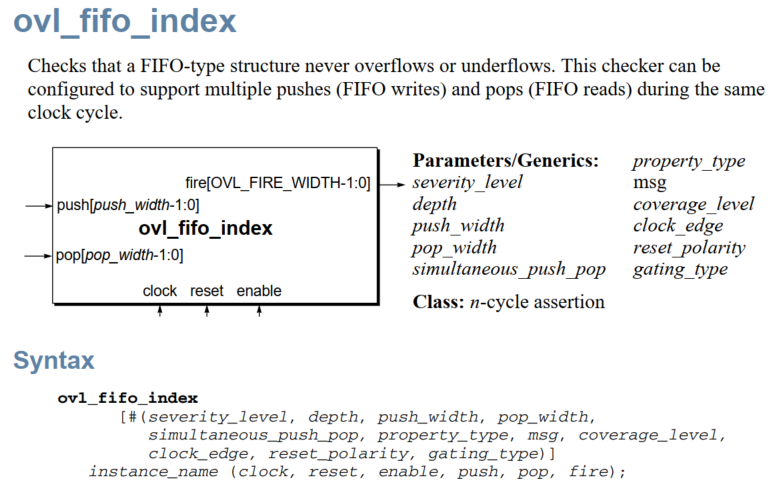 ovl_fifo_index
Checks that a FIFO-type structure never overflows or underflows. This checker can be
configured to support multiple pushes (FIFO writes) and pops (FIFO reads) during the same
clock cycle.
fire[OVL_FIRE_WIDTH-1:0]
push[push_width-1:0]
ovl_fifo_index
pop[pop_width-1:0]
clock reset enable
Parameters/Generics: property_type
severity_level msg
depth coverage_level
push_width clock_edge
pop_width reset_polarity
simultaneous_push_pop gating_type
Class: n-cycle assertion
Syntax
ovl_fifo_index
[#(severity_level, depth, push_width, pop_width,
simultaneous_push_pop, property_type, msg, coverage_level,
clock_edge, reset_polarity, gating_type)]
instance_name (clock, reset, enable, push, pop, fire);